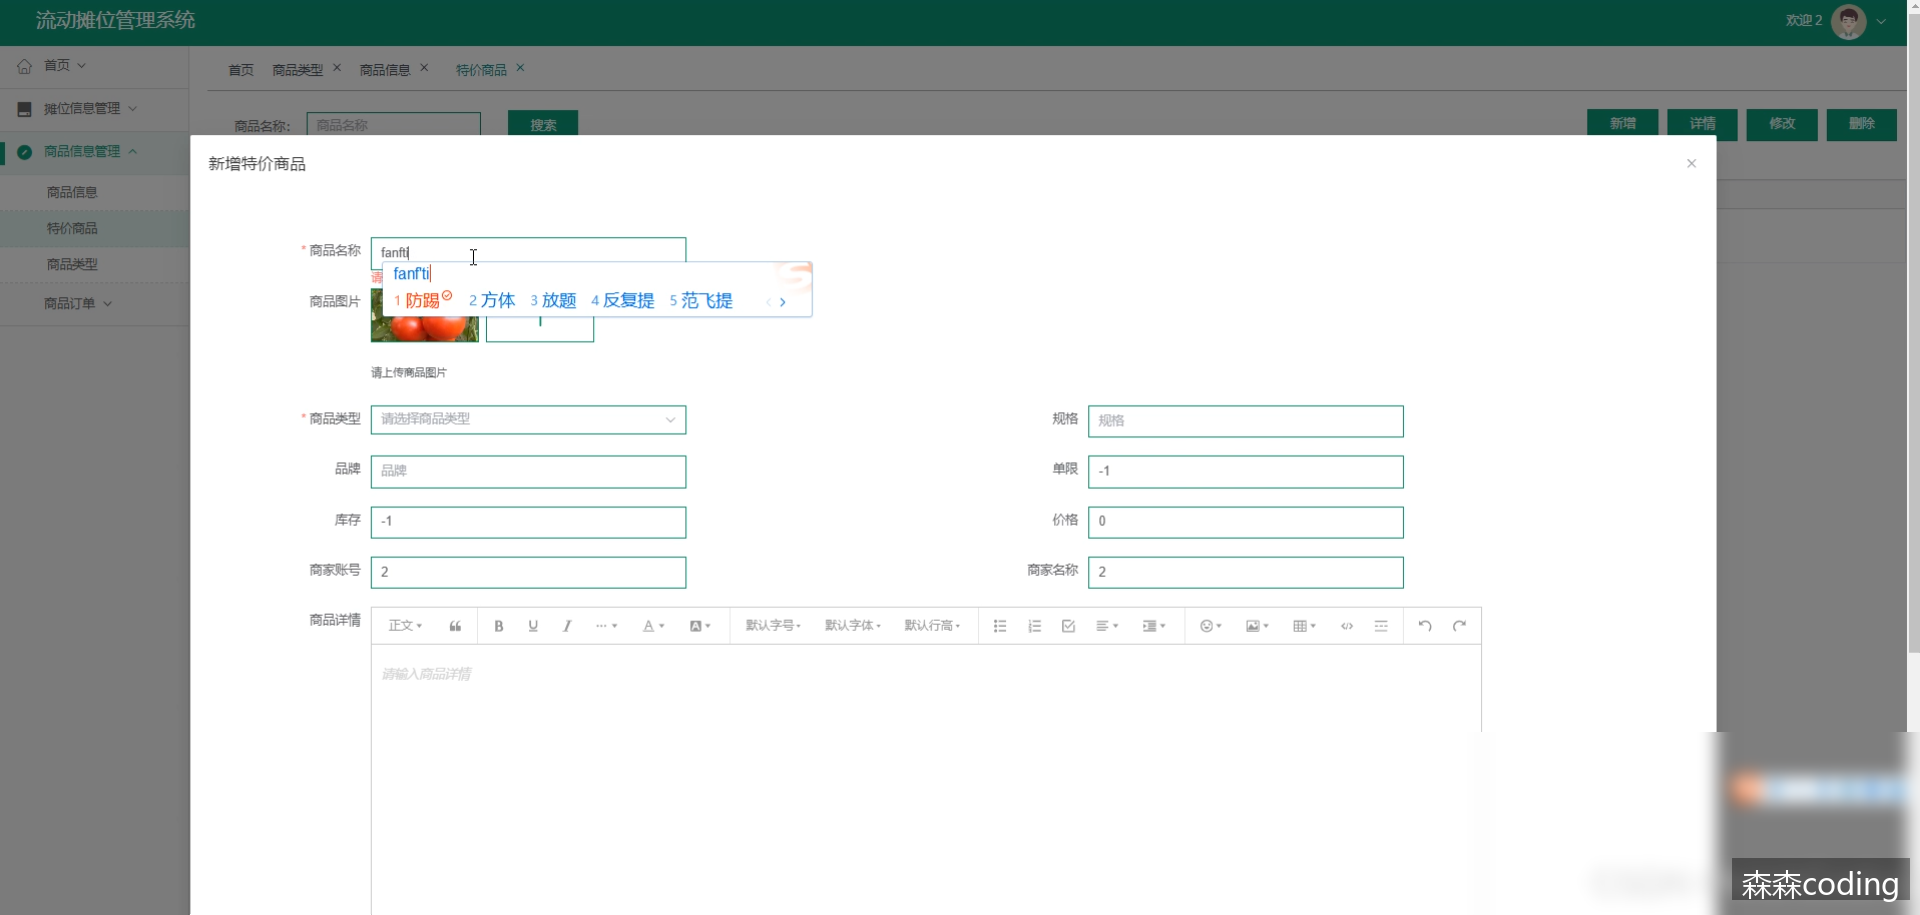 流动摊位管理系统
欢迎 2
首页
摊位信息管理
商品信息管理
商品信息
特价商品
商品类型
商品订单
首页 商品类型 商品信息 特价商品
商品名称: 商品名称 搜索
新增 详情 修改 删除
新增特价商品
* 商品名称 fanfti
fanf'ti
1 防踢 2 方体 3 放题 4 反复提 5 范飞提
请
商品图片
请上传商品图片
* 商品类型 请选择商品类型
规格 规格
品牌 品牌
单限 -1
库存 -1
价格 0
商家账号 2
商家名称 2
商品详情
正文 B U I A A 默认字号 默认字体 默认行高
请输入商品详情
森森coding